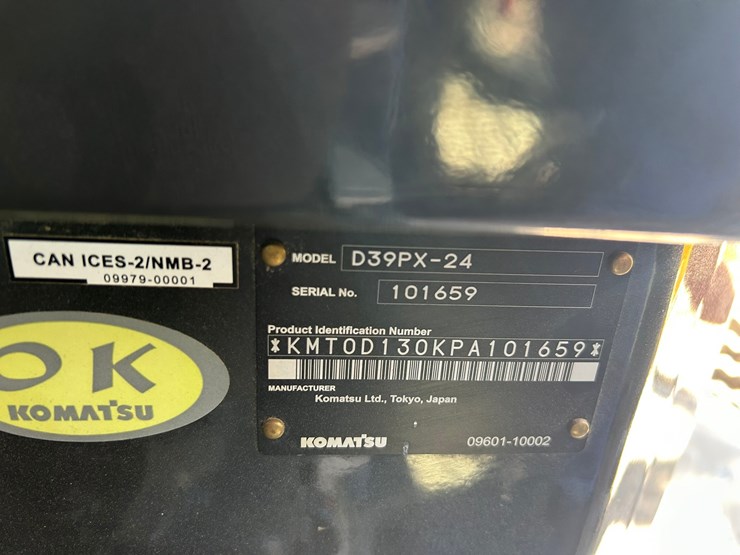 CAN ICES-2/NMB-2
09979-00001
OK
KOMATSU
MODEL D39PX-24
SERIAL No. 101659
Product Identification Number
*KMT0D130KPA101659*
MANUFACTURER
Komatsu Ltd., Tokyo, Japan
KOMATSU 09601-10002